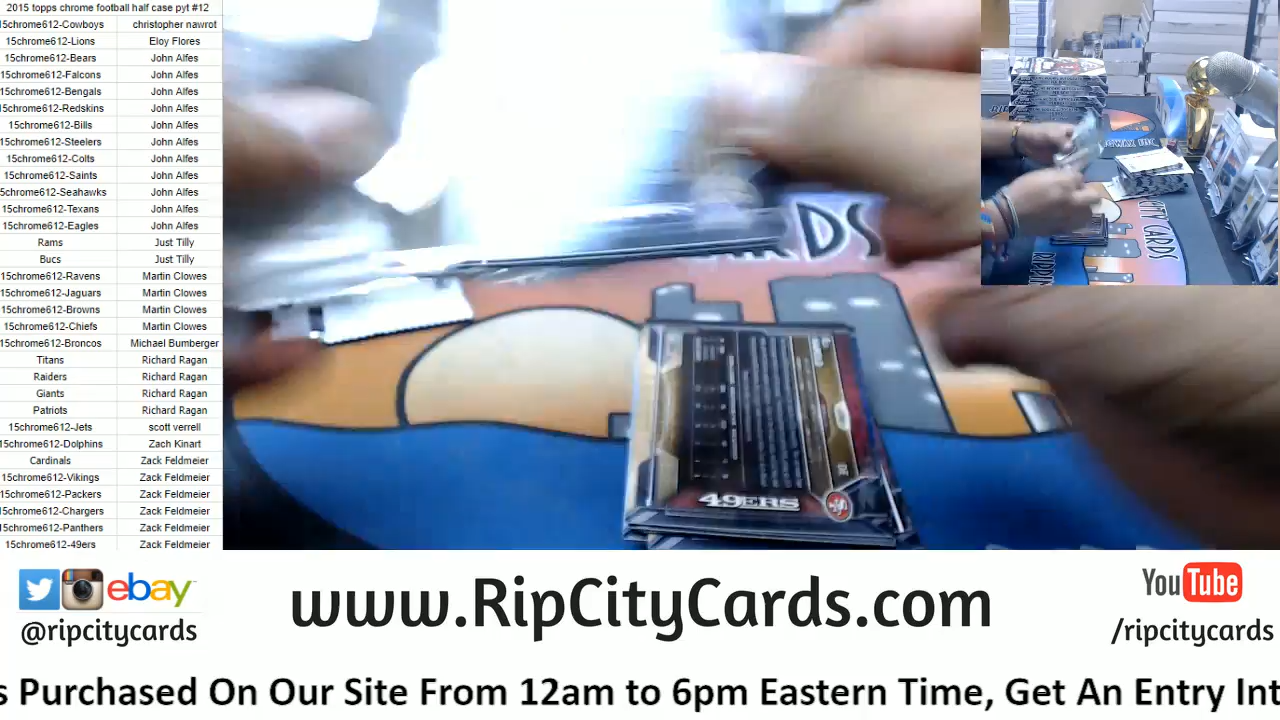 2015 topps chrome football half case pyt #12
15chrome612-Cowboys christopher nawrot
15chrome612-Lions Eloy Flores
15chrome612-Bears John Alfes
15chrome612-Falcons John Alfes
15chrome612-Bengals John Alfes
15chrome612-Redskins John Alfes
15chrome612-Bills John Alfes
15chrome612-Steelers John Alfes
15chrome612-Colts John Alfes
15chrome612-Saints John Alfes
15chrome612-Seahawks John Alfes
15chrome612-Texans John Alfes
15chrome612-Eagles John Alfes
Rams Just Tilly
Bucs Just Tilly
15chrome612-Ravens Martin Clowes
15chrome612-Jaguars Martin Clowes
15chrome612-Browns Martin Clowes
15chrome612-Chiefs Martin Clowes
15chrome612-Broncos Michael Bumberger
Titans Richard Ragan
Raiders Richard Ragan
Giants Richard Ragan
Patriots Richard Ragan
15chrome612-Jets scott verrell
15chrome612-Dolphins Zach Kinart
Cardinals Zack Feldmeier
15chrome612-Vikings Zack Feldmeier
15chrome612-Packers Zack Feldmeier
15chrome612-Chargers Zack Feldmeier
15chrome612-Panthers Zack Feldmeier
15chrome612-49ers Zack Feldmeier
49ERS
CITY CARDS
ebay
@ripcitycards
www.RipCityCards.com
YouTube
/ripcitycards
s Purchased On Our Site From 12am to 6pm Eastern Time, Get An Entry Int